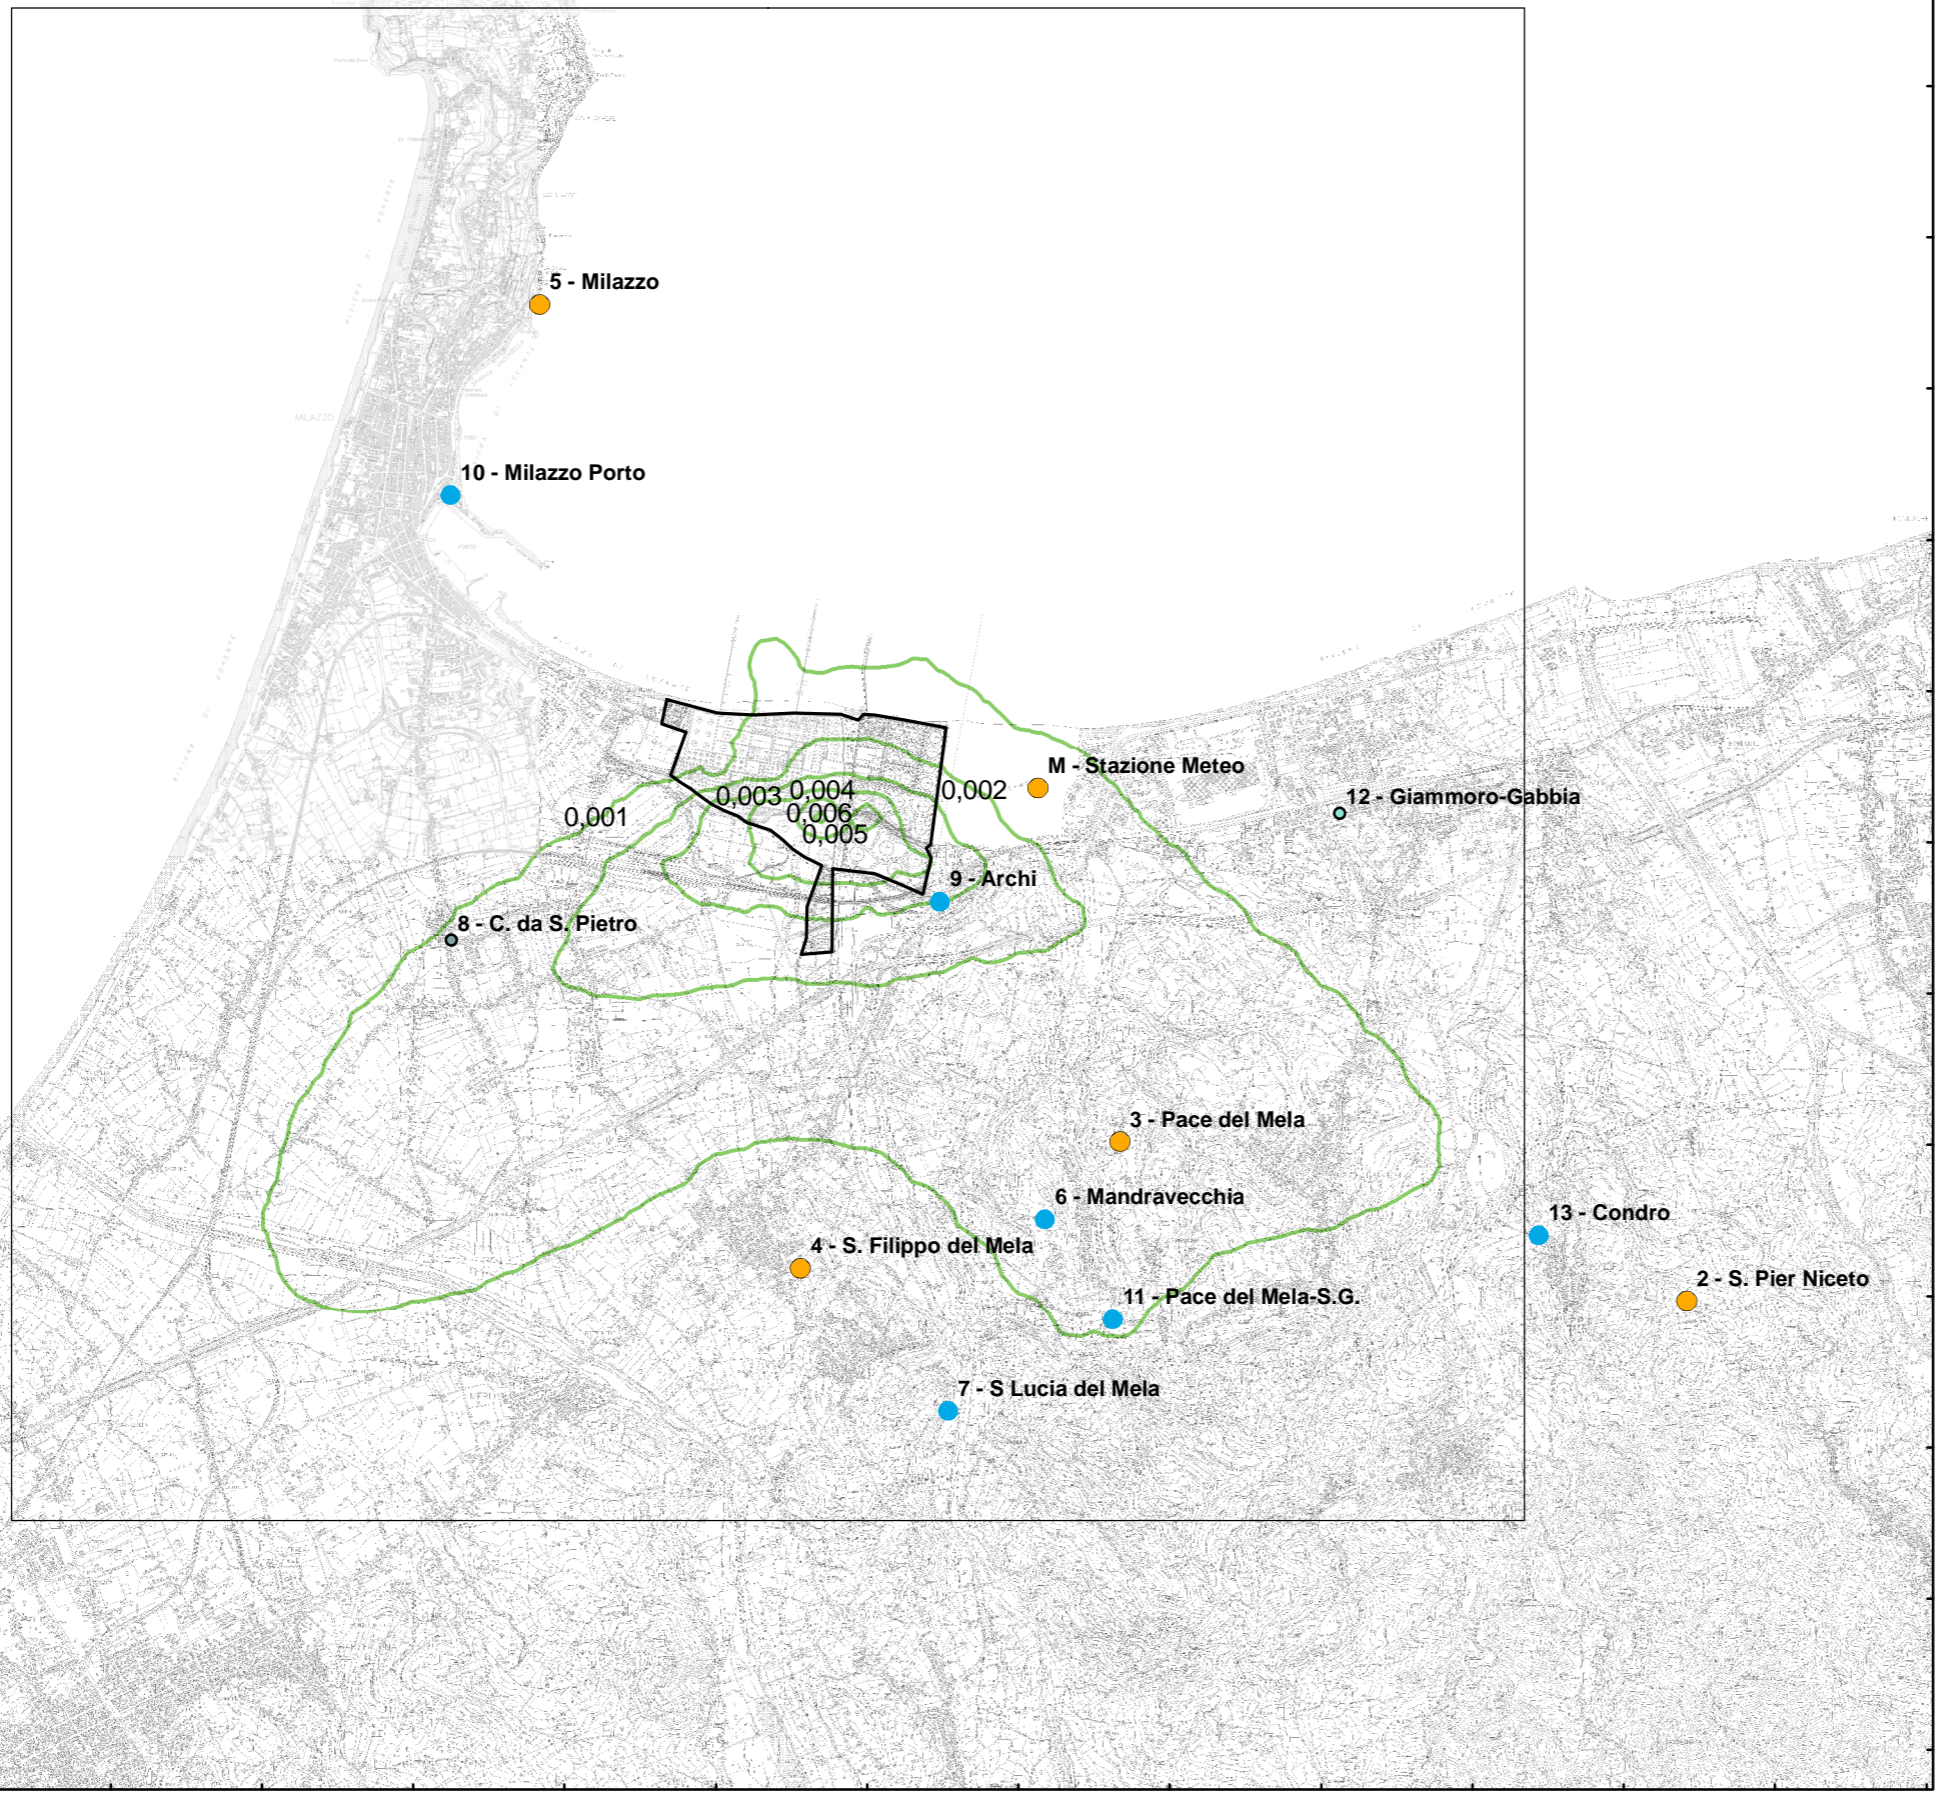 5 - Milazzo
MILAZZO
10 - Milazzo Porto
PORTO
M - Stazione Meteo
0,003
0,004
0,002
12 - Giammoro-Gabbia
0,001
0,006
0,005
9 - Archi
8 - C. da S. Pietro
3 - Pace del Mela
6 - Mandravecchia
13 - Condro
4 - S. Filippo del Mela
2 - S. Pier Niceto
11 - Pace del Mela-S.G.
7 - S Lucia del Mela